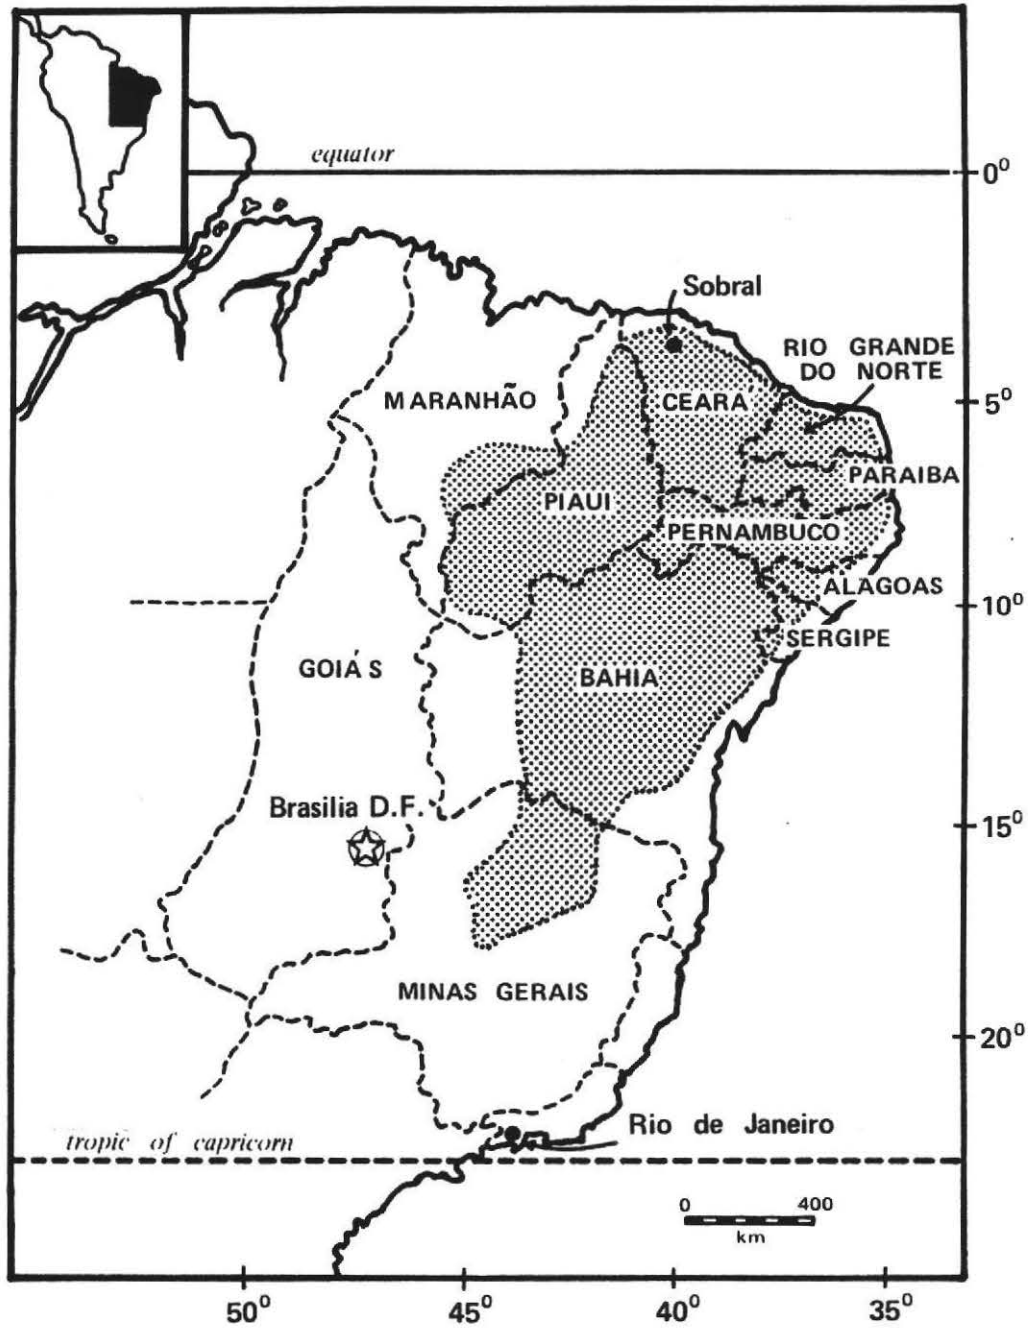 equator
0°
Sobral
RIO GRANDE
DO NORTE
MARANHÃO
CEARA
5°
PARAIBA
PIAUI
PERNAMBUCO
ALAGOAS
10°
SERGIPE
GOIÁS
BAHIA
Brasilia D.F.
15°
MINAS GERAIS
20°
Rio de Janeiro
tropic of capricorn
0 400
km
50° 45° 40° 35°